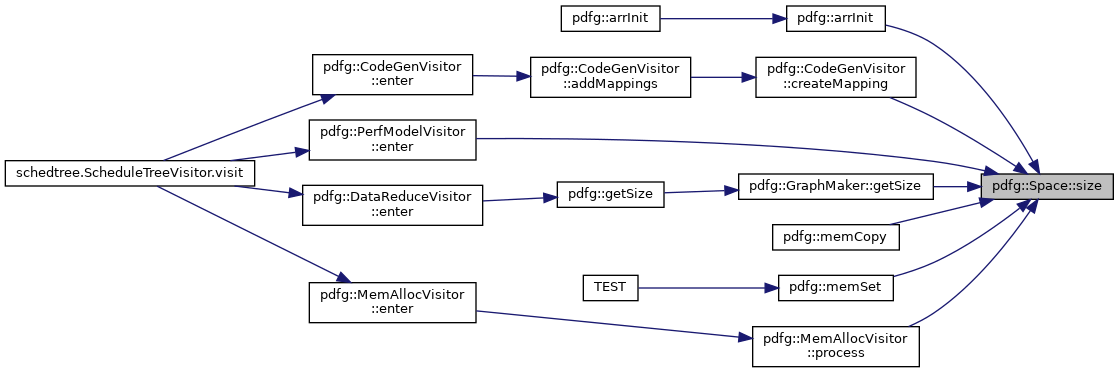 pdfg::arrInit
pdfg::arrInit
pdfg::CodeGenVisitor
::enter
pdfg::CodeGenVisitor
::addMappings
pdfg::CodeGenVisitor
::createMapping
pdfg::PerfModelVisitor
::enter
schedtree.ScheduleTreeVisitor.visit
pdfg::DataReduceVisitor
::enter
pdfg::getSize
pdfg::GraphMaker::getSize
pdfg::Space::size
pdfg::memCopy
TEST
pdfg::memSet
pdfg::MemAllocVisitor
::enter
pdfg::MemAllocVisitor
::process